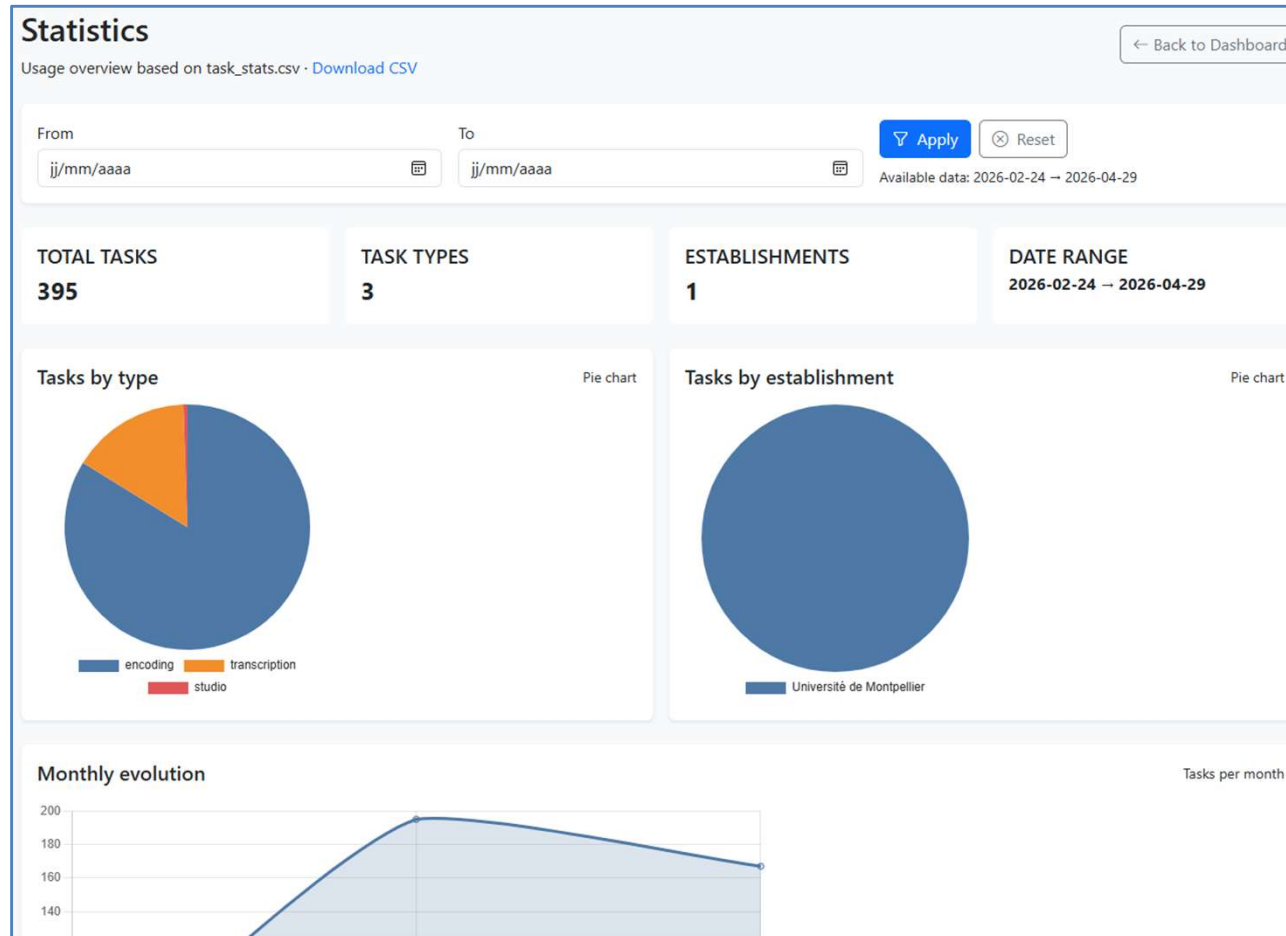 Statistics
← Back to Dashboard
Usage overview based on task_stats.csv · Download CSV
From
To
jj/mm/aaaa
jj/mm/aaaa
Apply
Reset
Available data: 2026-02-24 → 2026-04-29
TOTAL TASKS
395
TASK TYPES
3
ESTABLISHMENTS
1
DATE RANGE
2026-02-24 → 2026-04-29
Tasks by type
Pie chart
encoding
transcription
studio
Tasks by establishment
Pie chart
Université de Montpellier
Monthly evolution
Tasks per month
200
180
160
140